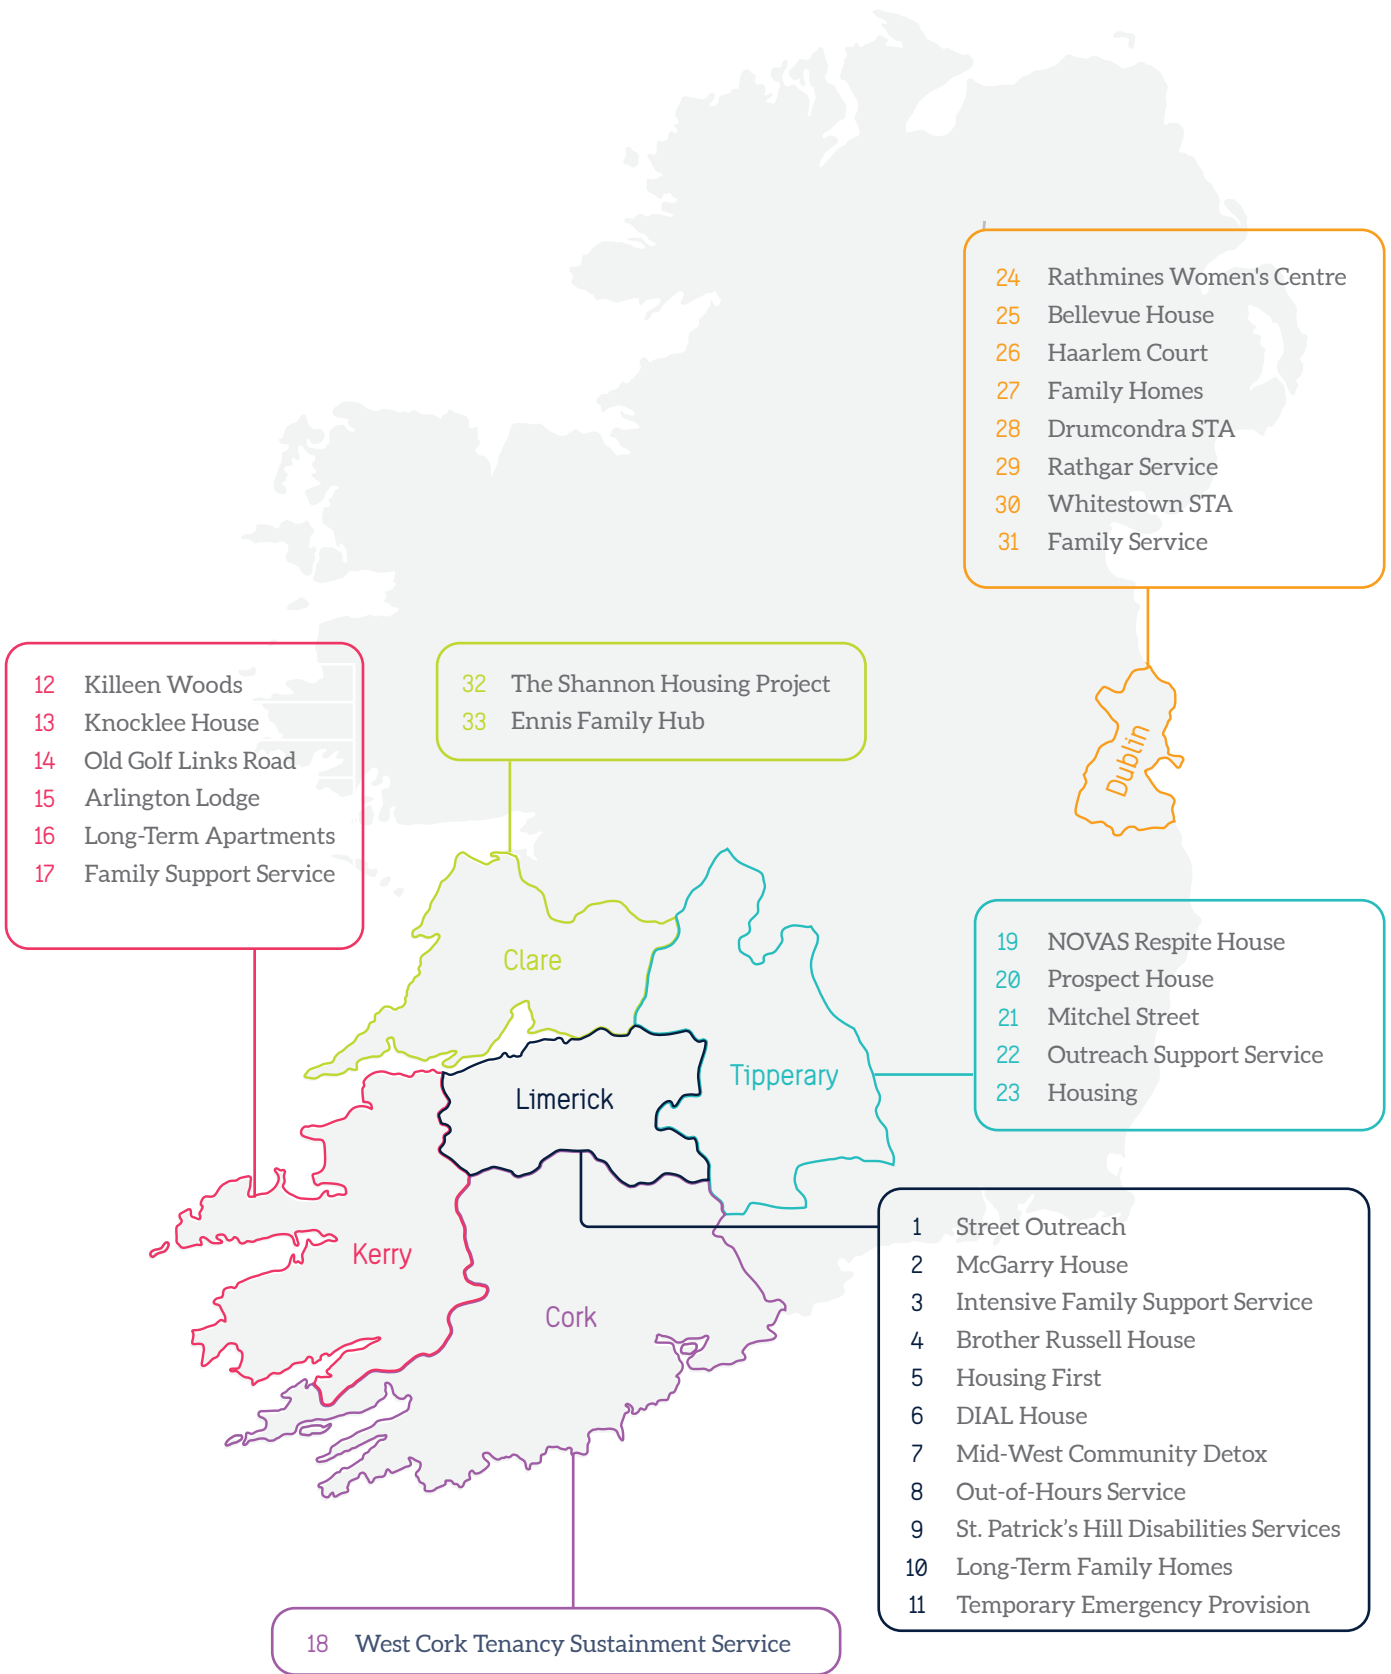 24 Rathmines Women's Centre
25 Bellevue House
26 Haarlem Court
27 Family Homes
28 Drumcondra STA
29 Rathgar Service
30 Whitestown STA
31 Family Service
12 Killeen Woods
13 Knocklee House
14 Old Golf Links Road
15 Arlington Lodge
16 Long-Term Apartments
17 Family Support Service
32 The Shannon Housing Project
33 Ennis Family Hub
Dublin
Clare
19 NOVAS Respite House
20 Prospect House
21 Mitchel Street
22 Outreach Support Service
23 Housing
Tipperary
Limerick
Kerry
Cork
1 Street Outreach
2 McGarry House
3 Intensive Family Support Service
4 Brother Russell House
5 Housing First
6 DIAL House
7 Mid-West Community Detox
8 Out-of-Hours Service
9 St. Patrick’s Hill Disabilities Services
10 Long-Term Family Homes
11 Temporary Emergency Provision
18 West Cork Tenancy Sustainment Service